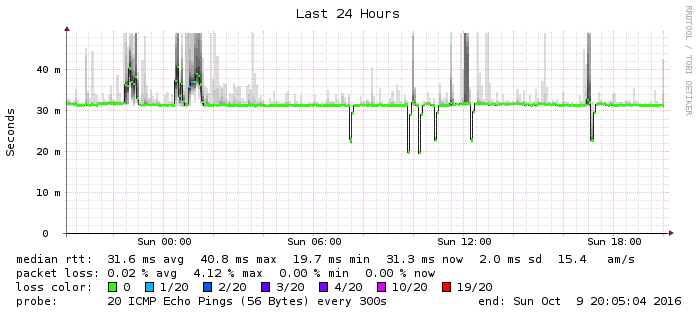 Last 24 Hours
RRDTOOL / TOBI OETIKER
Seconds
40 m
30 m
20 m
10 m
0
Sun 00:00 Sun 06:00 Sun 12:00 Sun 18:00
median rtt: 31.6 ms avg 40.8 ms max 19.7 ms min 31.3 ms now 2.0 ms sd 15.4 am/s
packet loss: 0.02 % avg 4.12 % max 0.00 % min 0.00 % now
loss color: 0 1/20 2/20 3/20 4/20 10/20 19/20
probe: 20 ICMP Echo Pings (56 Bytes) every 300s end: Sun Oct 9 20:05:04 2016